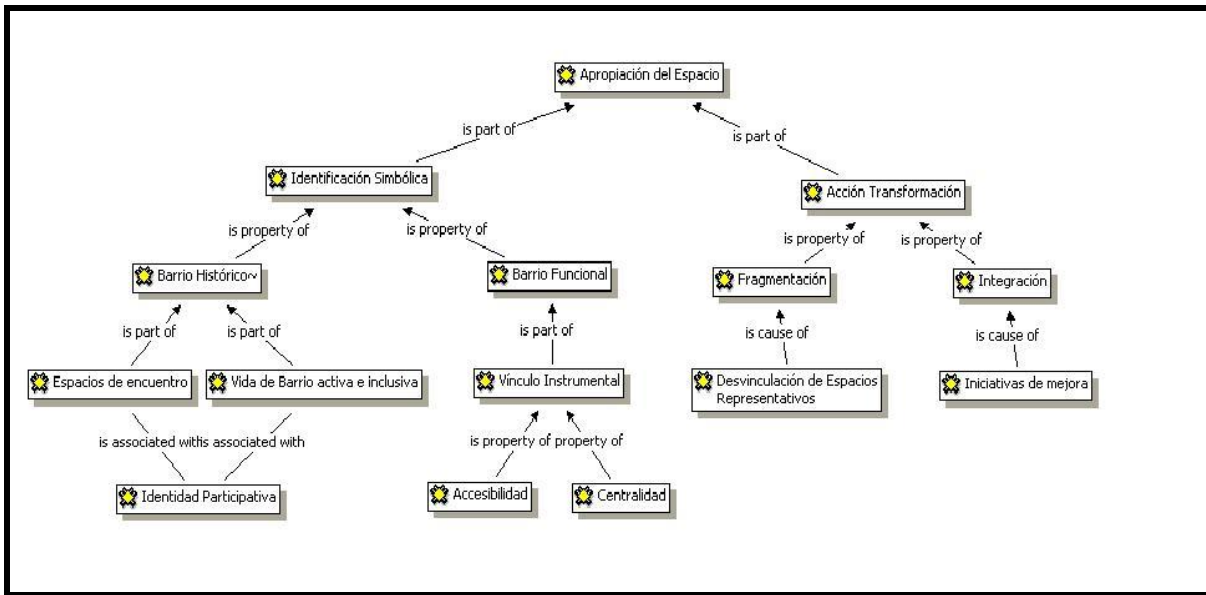 Apropiación del Espacio
is part of
is part of
Identificación Simbólica
Acción Transformación
is property of
is property of
is property of
is property of
Barrio Histórico~
Barrio Funcional
Fragmentación
Integración
is part of
is part of
is part of
is cause of
is cause of
Espacios de encuentro
Vida de Barrio activa e inclusiva
Vínculo Instrumental
Desvinculación de Espacios
Representativos
Iniciativas de mejora
is associated with
is associated with
is property of
property of
Identidad Participativa
Accesibilidad
Centralidad